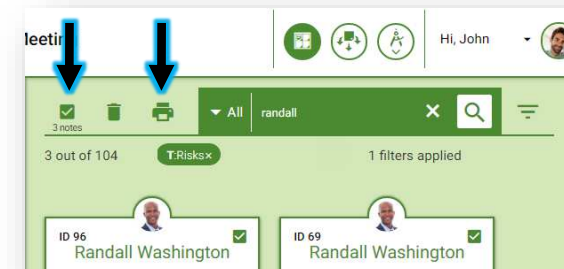 Hi, John
3 notes
All randall
3 out of 104 T:Risks× 1 filters applied
ID 96 ID 69
Randall Washington Randall Washington